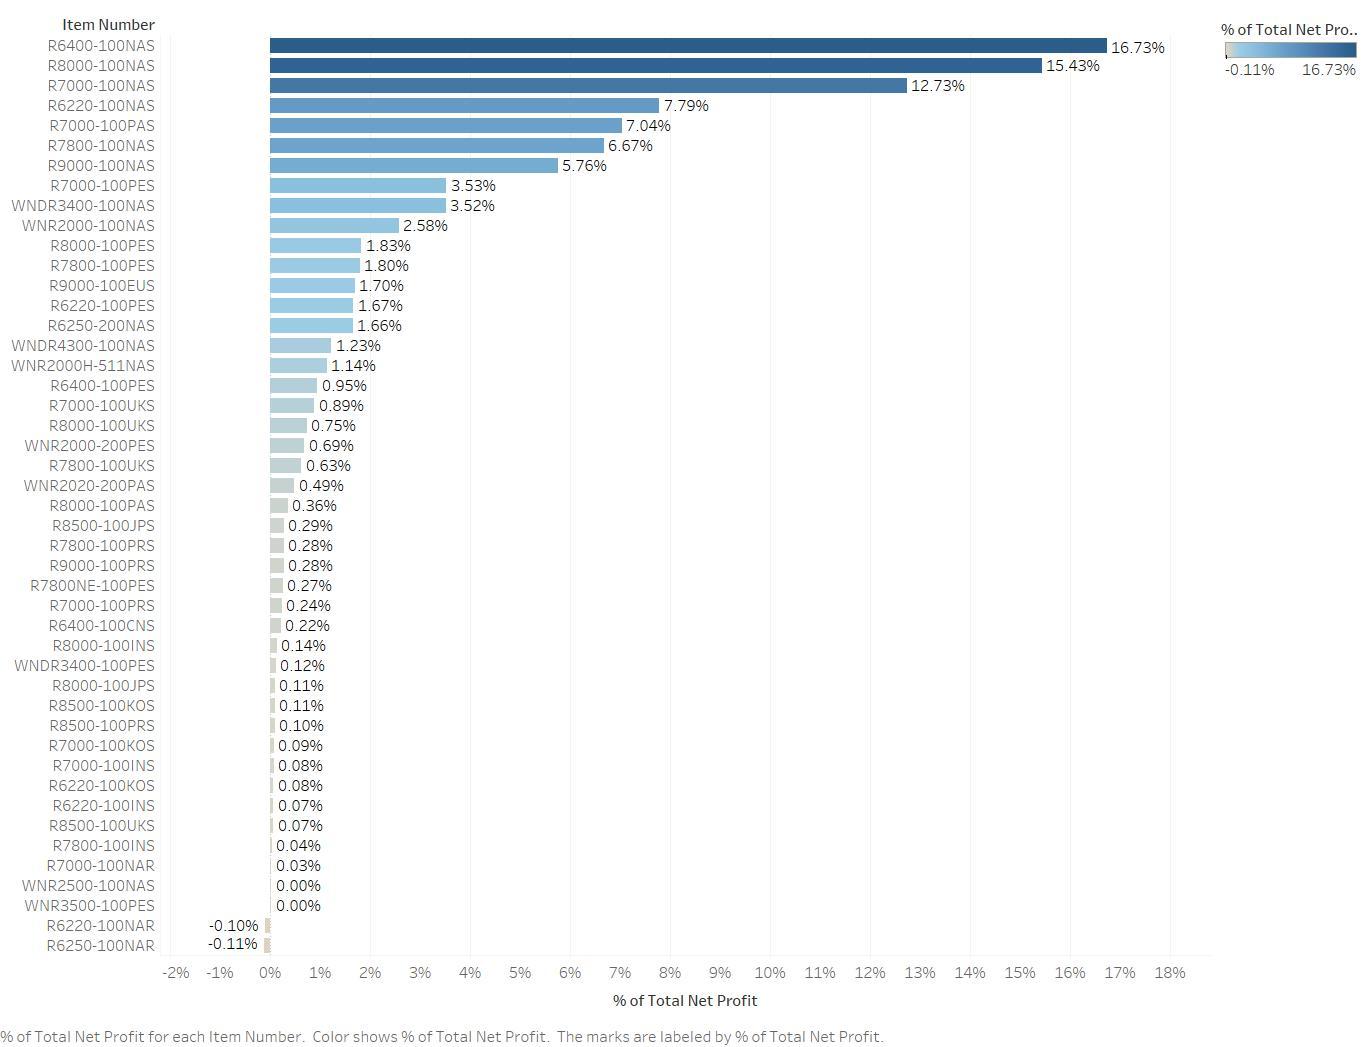 Item Number
R6400-100NAS 16.73%
R8000-100NAS 15.43%
R7000-100NAS 12.73%
R6220-100NAS 7.79%
R7000-100PAS 7.04%
R7800-100NAS 6.67%
R9000-100NAS 5.76%
R7000-100PES 3.53%
WNDR3400-100NAS 3.52%
WNR2000-100NAS 2.58%
R8000-100PES 1.83%
R7800-100PES 1.80%
R9000-100EUS 1.70%
R6220-100PES 1.67%
R6250-200NAS 1.66%
WNDR4300-100NAS 1.23%
WNR2000H-511NAS 1.14%
R6400-100PES 0.95%
R7000-100UKS 0.89%
R8000-100UKS 0.75%
WNR2000-200PES 0.69%
R7800-100UKS 0.63%
WNR2020-200PAS 0.49%
R8000-100PAS 0.36%
R8500-100JPS 0.29%
R7800-100PRS 0.28%
R9000-100PRS 0.28%
R7800NE-100PES 0.27%
R7000-100PRS 0.24%
R6400-100CNS 0.22%
R8000-100INS 0.14%
WNDR3400-100PES 0.12%
R8000-100JPS 0.11%
R8500-100KOS 0.11%
R8500-100PRS 0.10%
R7000-100KOS 0.09%
R7000-100INS 0.08%
R6220-100KOS 0.08%
R6220-100INS 0.07%
R8500-100UKS 0.07%
R7800-100INS 0.04%
R7000-100NAR 0.03%
WNR2500-100NAS 0.00%
WNR3500-100PES 0.00%
R6220-100NAR -0.10%
R6250-100NAR -0.11%
-2% -1% 0% 1% 2% 3% 4% 5% 6% 7% 8% 9% 10% 11% 12% 13% 14% 15% 16% 17% 18%
% of Total Net Profit
% of Total Net Pro..
-0.11% 16.73%
% of Total Net Profit for each Item Number. Color shows % of Total Net Profit. The marks are labeled by % of Total Net Profit.